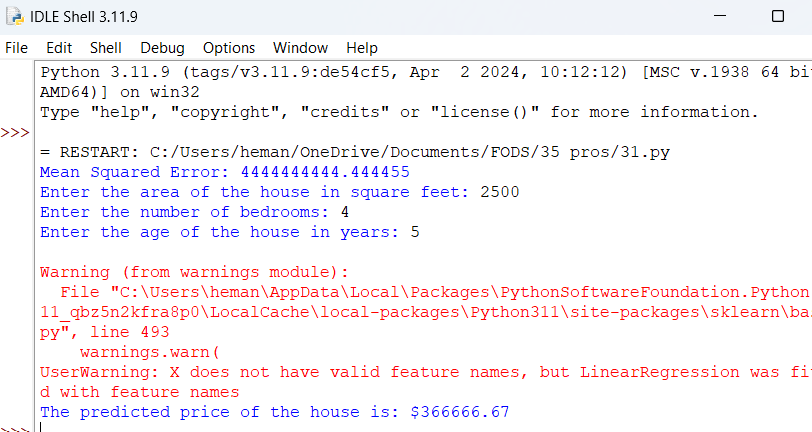 IDLE Shell 3.11.9
File Edit Shell Debug Options Window Help
Python 3.11.9 (tags/v3.11.9:de54cf5, Apr  2 2024, 10:12:12) [MSC v.1938 64 bi
AMD64)] on win32
Type "help", "copyright", "credits" or "license()" for more information.
>>>
= RESTART: C:/Users/heman/OneDrive/Documents/FODS/35 pros/31.py
Mean Squared Error: 4444444444.444455
Enter the area of the house in square feet: 2500
Enter the number of bedrooms: 4
Enter the age of the house in years: 5
Warning (from warnings module):
  File "C:\Users\heman\AppData\Local\Packages\PythonSoftwareFoundation.Python
11_qbz5n2kfra8p0\LocalCache\local-packages\Python311\site-packages\sklearn\ba
py", line 493
    warnings.warn(
UserWarning: X does not have valid feature names, but LinearRegression was fi
d with feature names
The predicted price of the house is: $366666.67
>>>